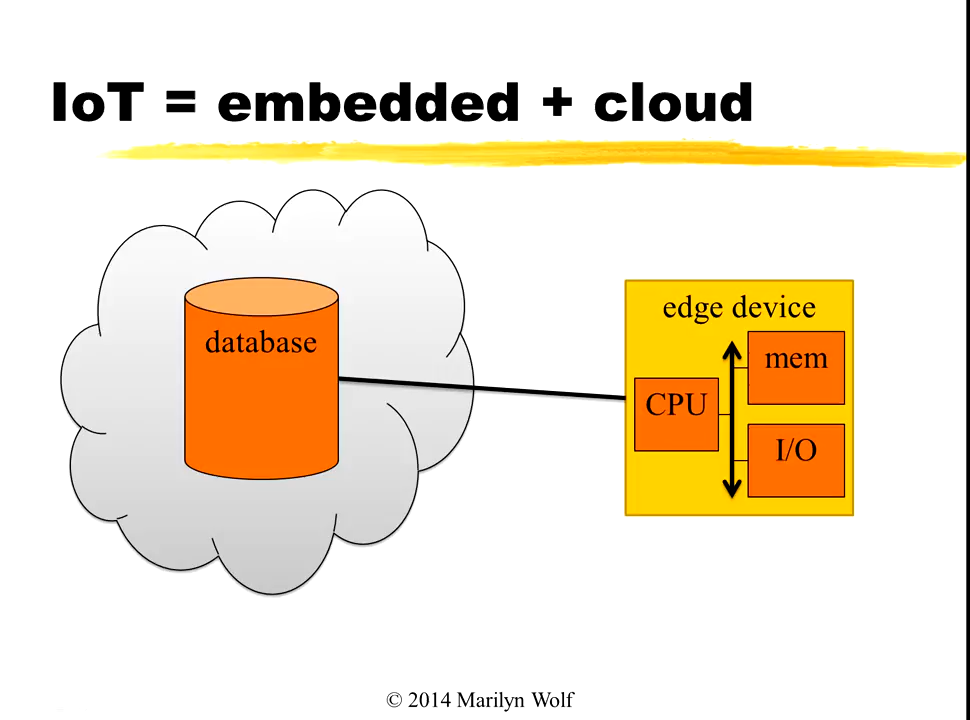 IoT = embedded + cloud
database
edge device
mem
CPU
I/O
© 2014 Marilyn Wolf